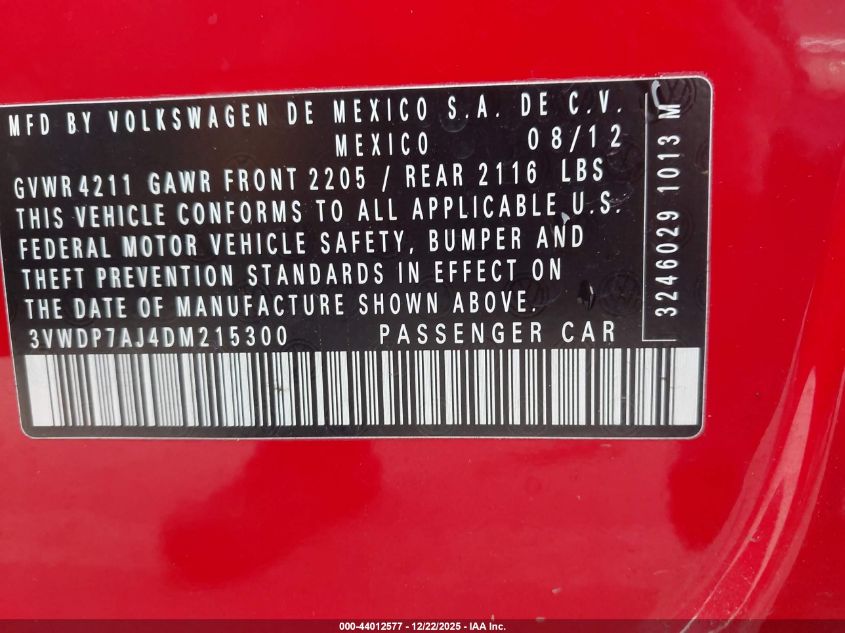 MFD BY VOLKSWAGEN DE MEXICO S.A. DE C.V.
MEXICO 08/12
GVWR 4211 GAWR FRONT 2205 / REAR 2116 LBS
THIS VEHICLE CONFORMS TO ALL APPLICABLE U.S.
FEDERAL MOTOR VEHICLE SAFETY, BUMPER AND
THEFT PREVENTION STANDARDS IN EFFECT ON
THE DATE OF MANUFACTURE SHOWN ABOVE.
3VWDP7AJ4DM215300 PASSENGER CAR
3246029 1013 M
000-44012577 - 12/22/2025 - IAA Inc.